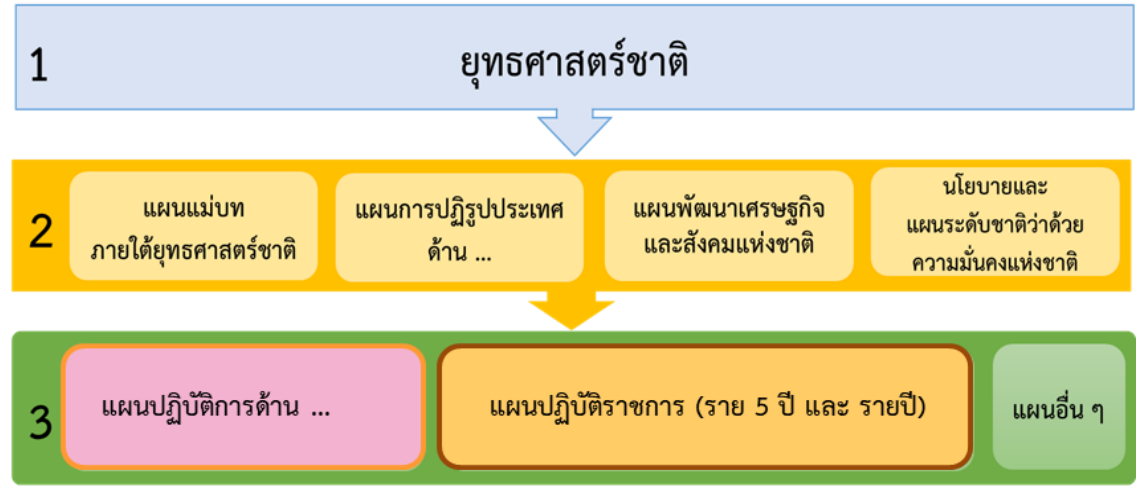 1
ยุทธศาสตร์ชาติ
2
แผนแม่บท
ภายใต้ยุทธศาสตร์ชาติ
แผนการปฏิรูปประเทศ
ด้าน ...
แผนพัฒนาเศรษฐกิจ
และสังคมแห่งชาติ
นโยบายและ
แผนระดับชาติว่าด้วย
ความมั่นคงแห่งชาติ
3
แผนปฏิบัติการด้าน ...
แผนปฏิบัติราชการ (ราย 5 ปี และ รายปี)
แผนอื่น ๆ